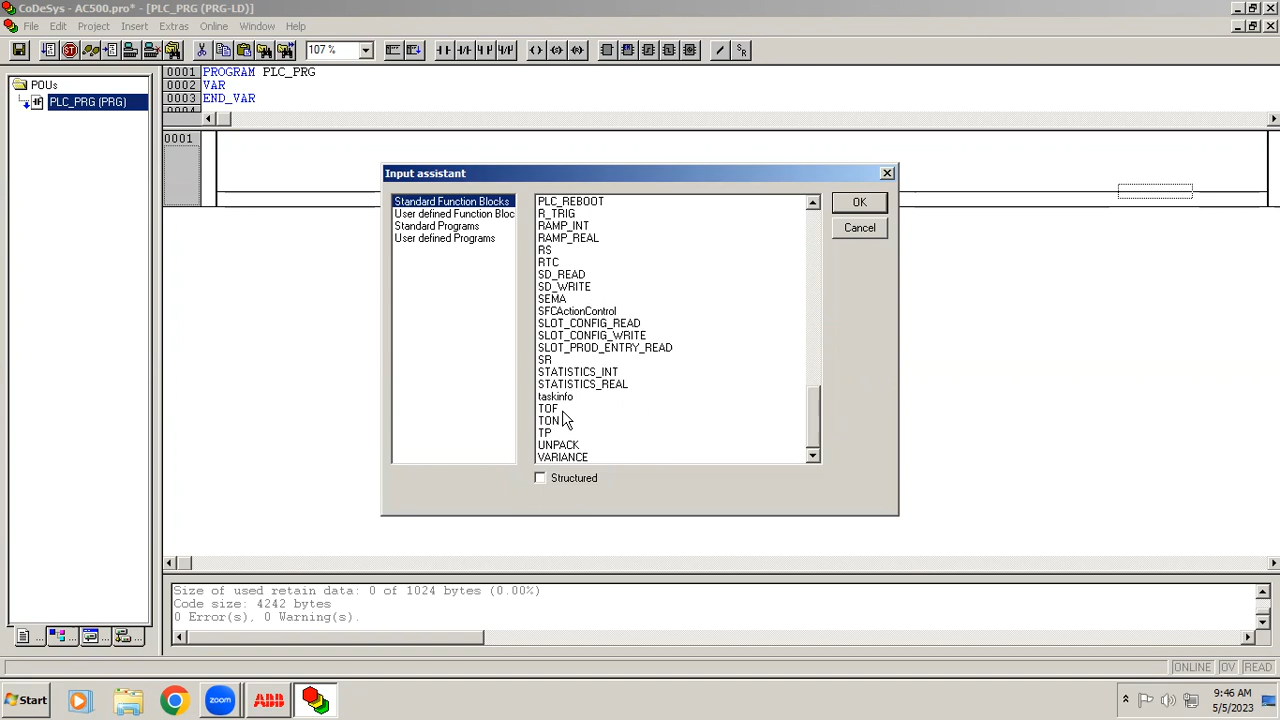 CoDeSys - AC500.pro* - [PLC_PRG (PRG-LD)]
File Edit Project Insert Extras Online Window Help
107 %
POUs
PLC_PRG (PRG)
0001 PROGRAM PLC_PRG
0002 VAR
0003 END_VAR
0004
0001
Input assistant
Standard Function Blocks
User defined Function Bloc
Standard Programs
User defined Programs
PLC_REBOOT
R_TRIG
RAMP_INT
RAMP_REAL
RS
RTC
SD_READ
SD_WRITE
SEMA
SFCActionControl
SLOT_CONFIG_READ
SLOT_CONFIG_WRITE
SLOT_PROD_ENTRY_READ
SR
STATISTICS_INT
STATISTICS_REAL
taskinfo
TOF
TON
TP
UNPACK
VARIANCE
OK
Cancel
Structured
Size of used retain data: 0 of 1024 bytes (0.00%)
Code size: 4242 bytes
0 Error(s), 0 Warning(s).
ONLINE OV READ
Start
zoom
ABB
9:46 AM
5/5/2023